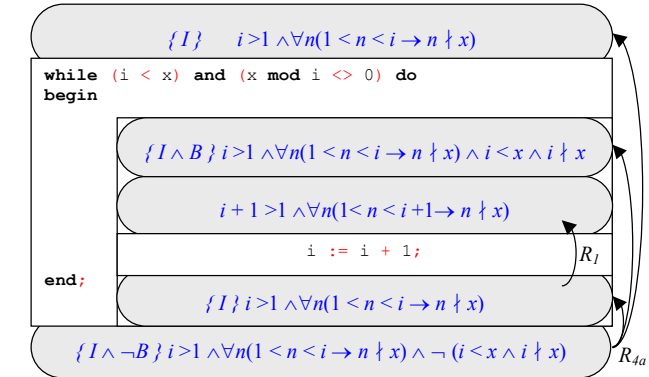 { I }   i >1 ∧∀n(1 < n < i → n ∤ x)
while (i < x) and (x mod i <> 0) do
begin
{ I ∧ B } i >1 ∧∀n(1 < n < i → n ∤ x) ∧ i < x ∧ i ∤ x
i + 1 >1 ∧∀n(1< n < i +1→ n ∤ x)
i := i + 1;
R1
end;
{ I } i >1 ∧∀n(1 < n < i → n ∤ x)
{ I ∧ ¬B } i >1 ∧∀n(1 < n < i → n ∤ x) ∧ ¬ (i < x ∧ i ∤ x)
R4a